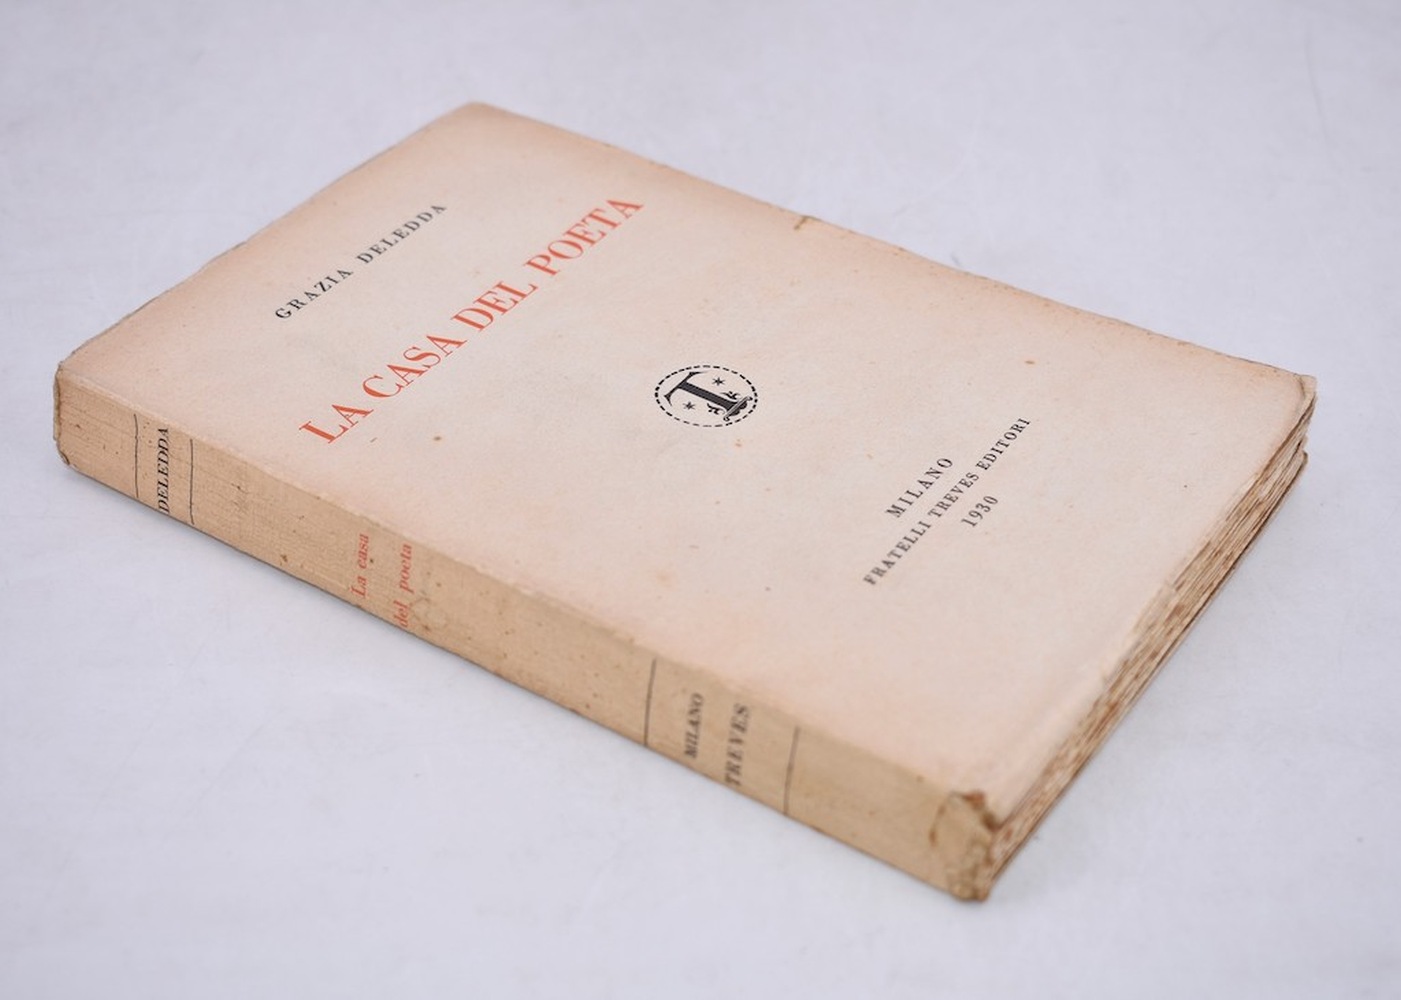 GRAZIA DELEDDA
LA CASA DEL POETA
T
MILANO
FRATELLI TREVES EDITORI
1930
DELEDDA
La casa
del poeta
MILANO
TREVES